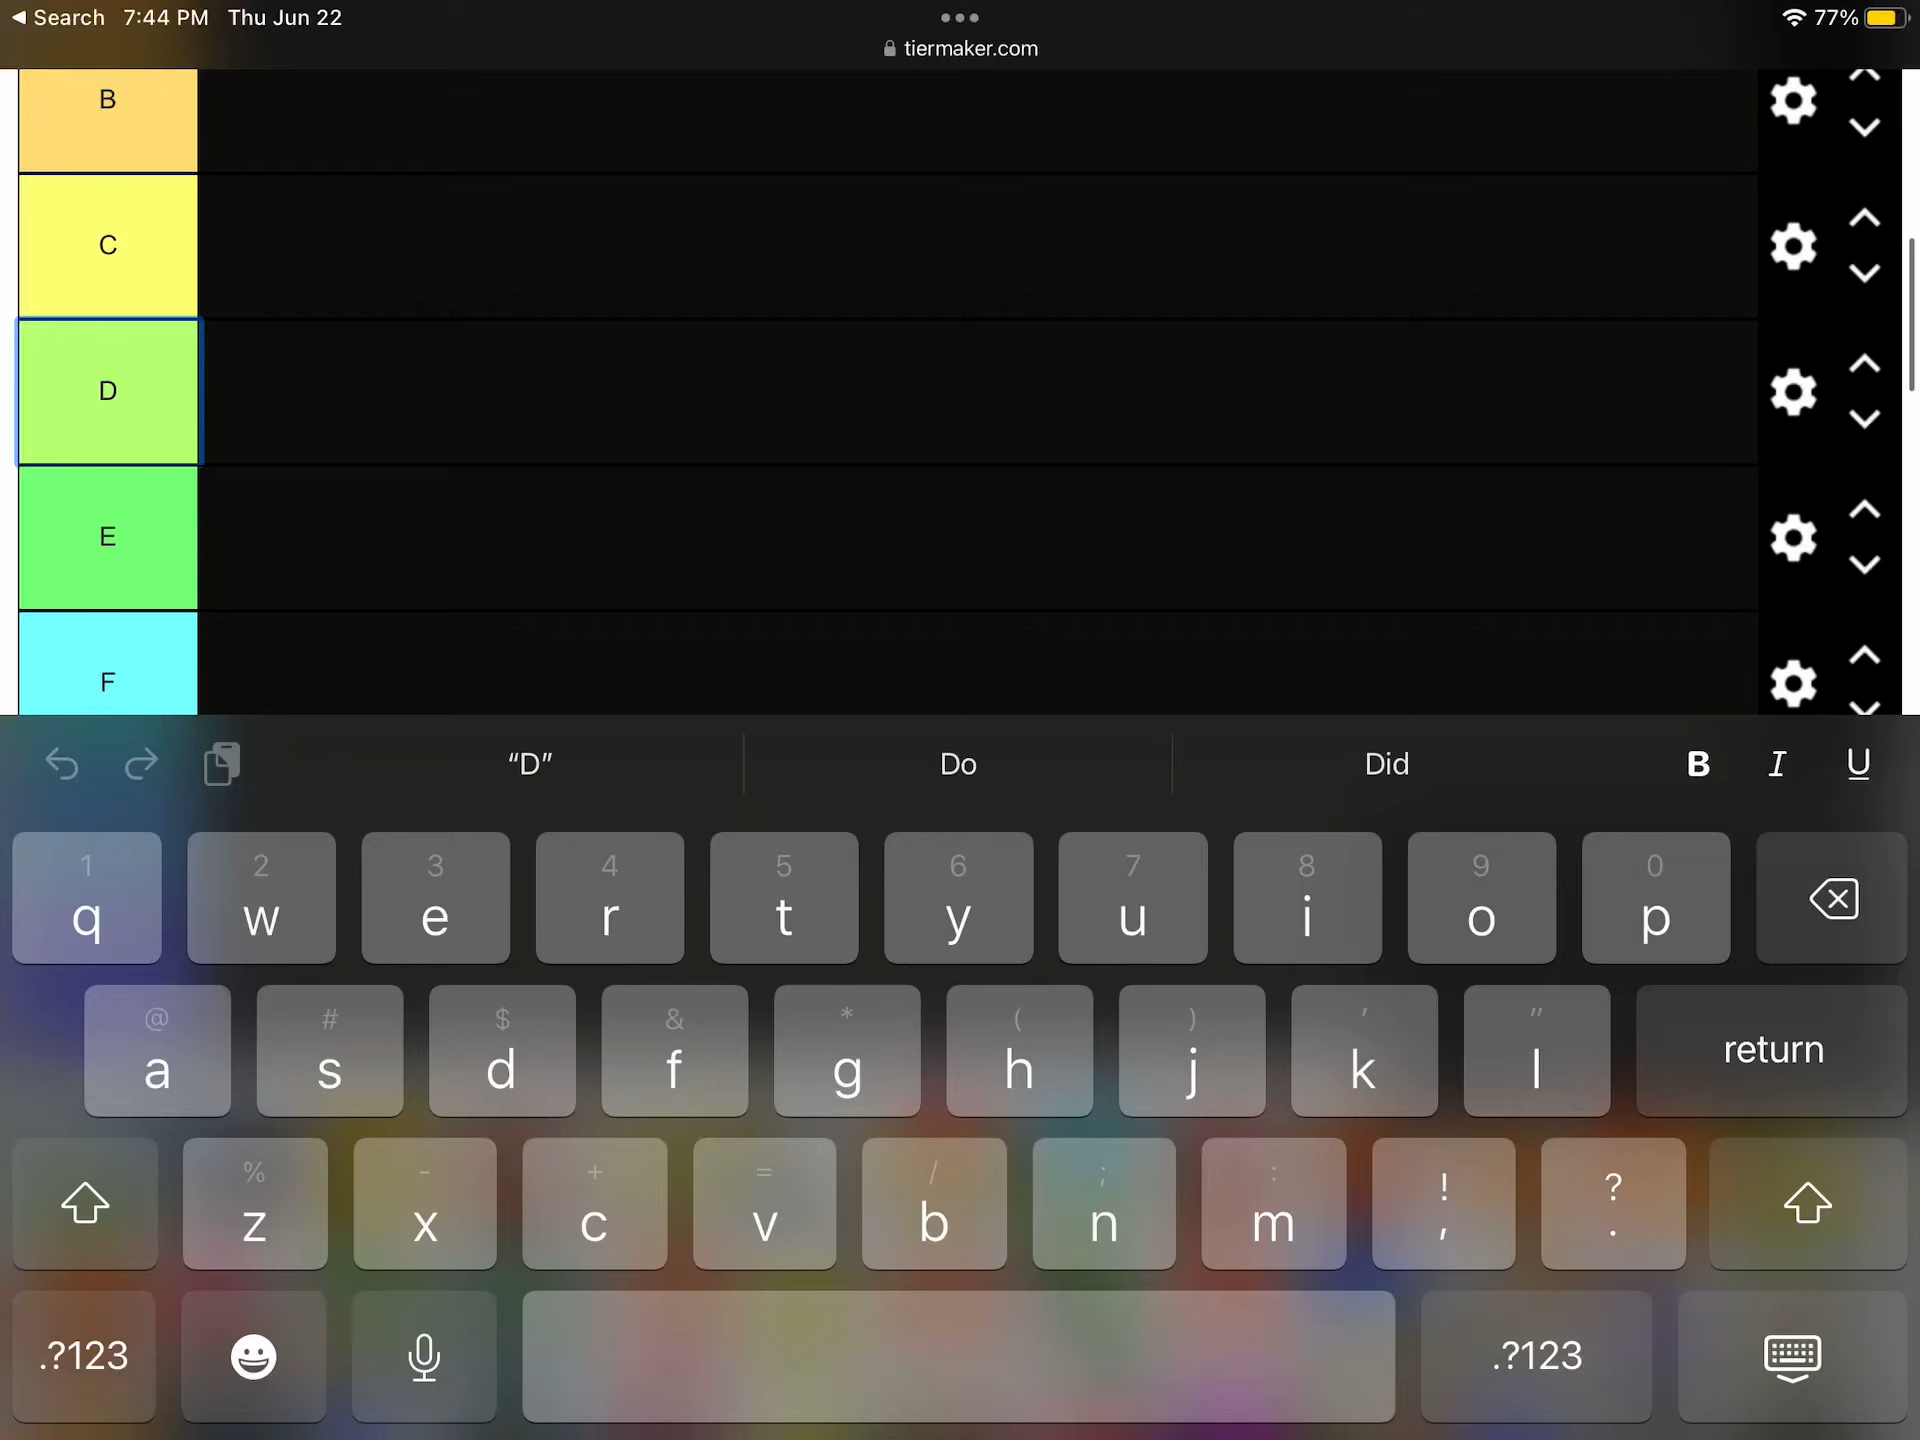 Search 7:44 PM Thu Jun 22
77%
tiermaker.com
B
C
D
E
F
“D” Do Did B I U
1 2 3 4 5 6 7 8 9 0
q w e r t y u i o p
@ # $ & * ( ) ' "
a s d f g h j k l return
% - + = / ; : ! ?
z x c v b n m , .
.?123 .?123